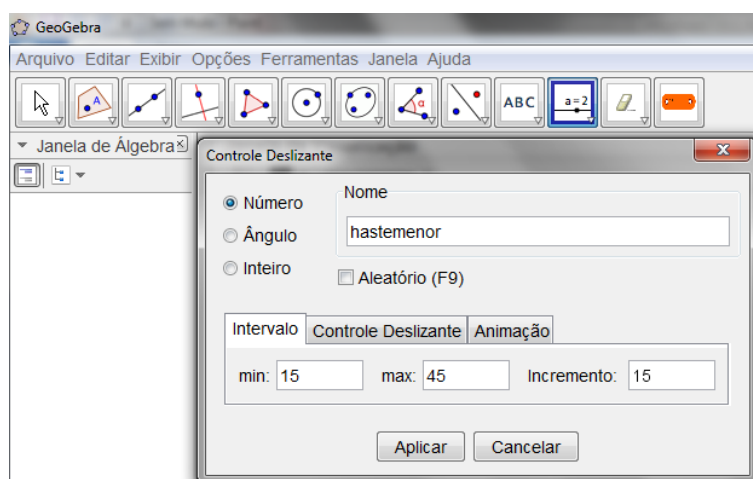 GeoGebra
Arquivo Editar Exibir Opções Ferramentas Janela Ajuda
A
α
ABC
a=2
Janela de Álgebra
Controle Deslizante
Número
Ângulo
Inteiro
Nome
hastemenor
Aleatório (F9)
Intervalo Controle Deslizante Animação
min: 15 max: 45 Incremento: 15
Aplicar Cancelar